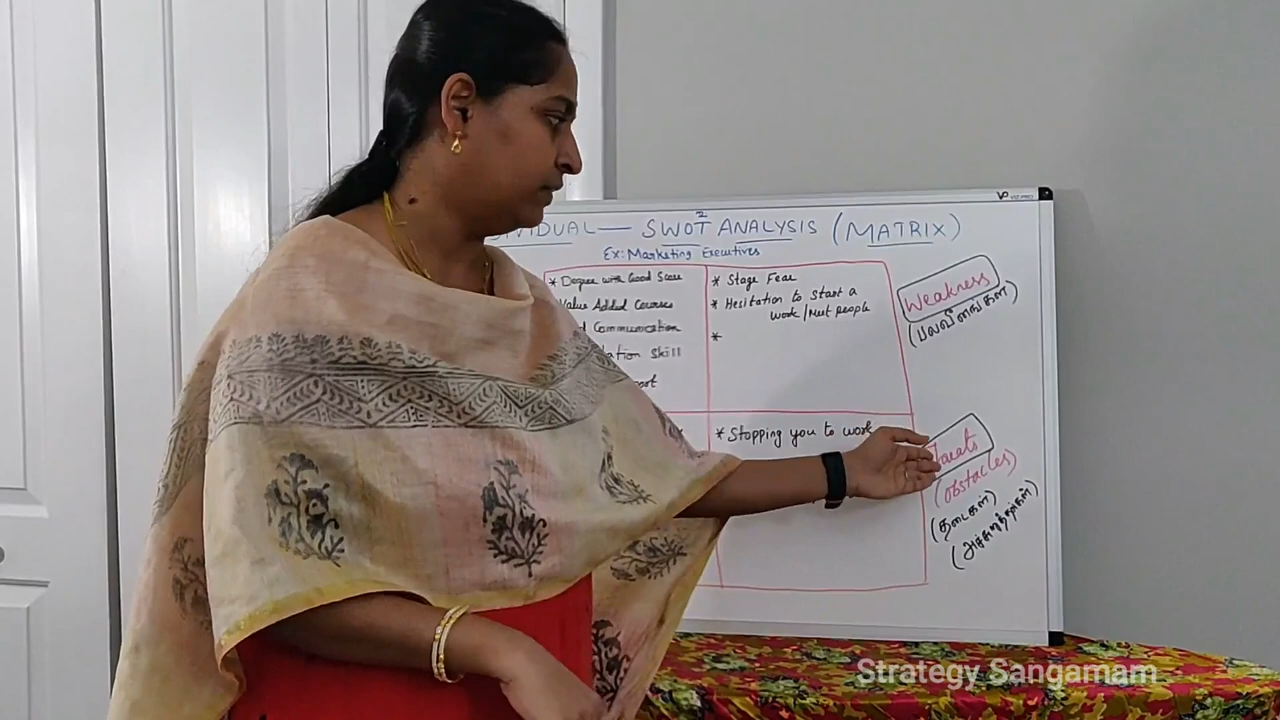 VIZ-PRO
SWOT ANALYSIS (MATRIX)
Ex: Marketing Executives
* Degree with Good Score
Value Added Courses
Communication
skill
* Stage Fear
* Hesitation to start a
work/Meet people
*
Weakness
(பலவீனங்கள்)
* Stopping you to work
(obstacles)
(தடைகள்)
(அச்சுறுத்தல்கள்)
Strategy Sangamam